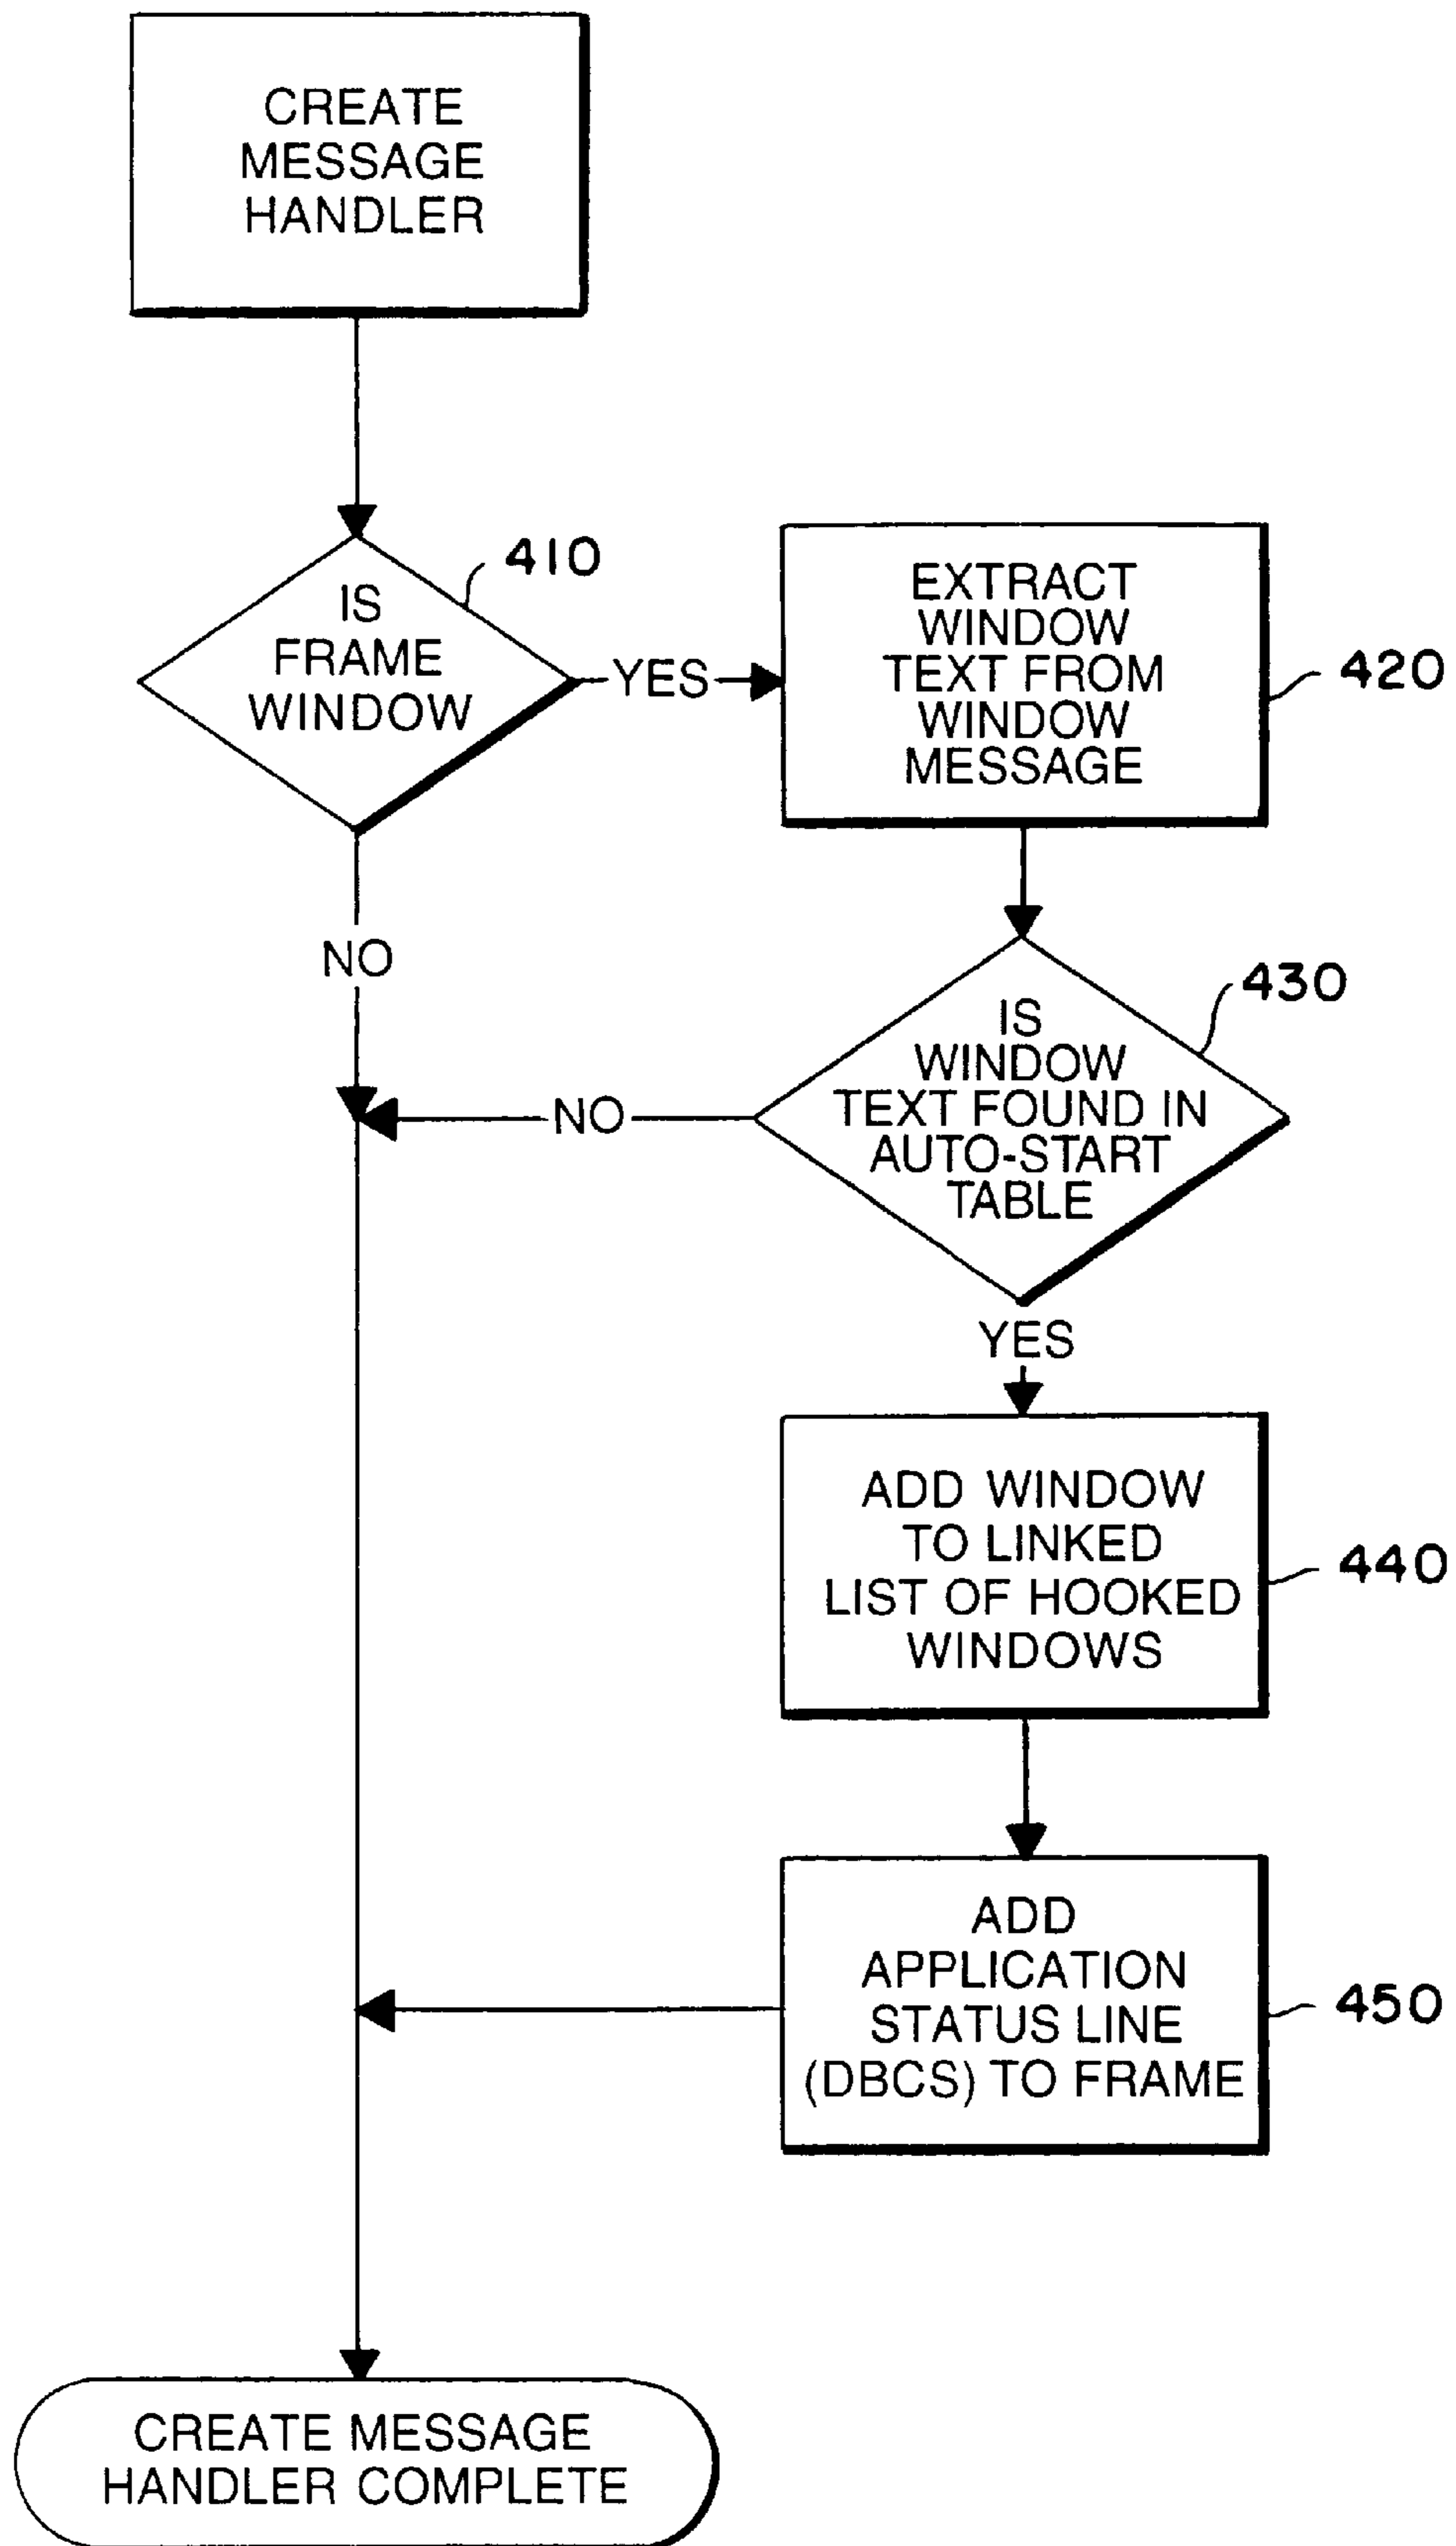 CREATE
MESSAGE
HANDLER
410
IS
FRAME
WINDOW
YES
EXTRACT
WINDOW
TEXT FROM
WINDOW
MESSAGE
420
NO
430
IS
WINDOW
TEXT FOUND IN
AUTO-START
TABLE
NO
YES
ADD WINDOW
TO LINKED
LIST OF HOOKED
WINDOWS
440
ADD
APPLICATION
STATUS LINE
(DBCS) TO FRAME
450
CREATE MESSAGE
HANDLER COMPLETE